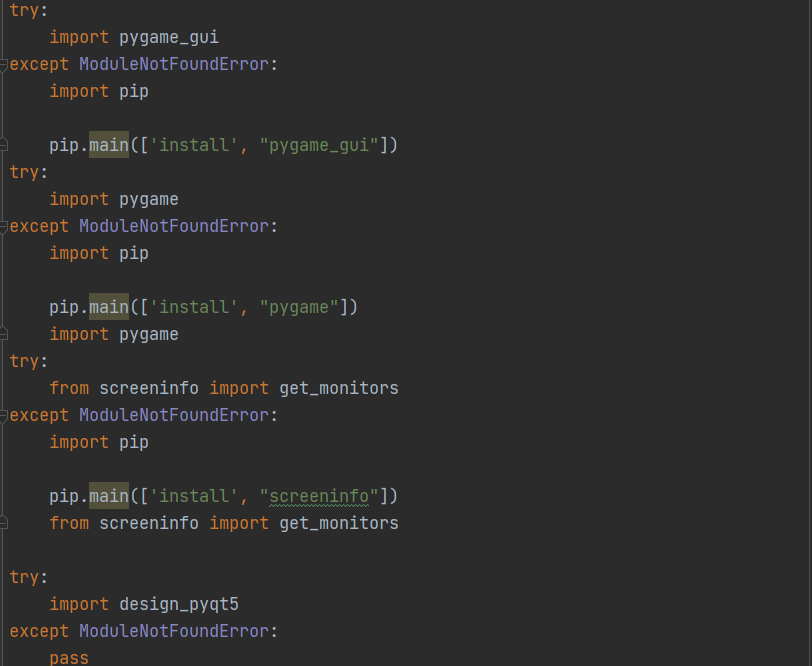 try:
    import pygame_gui
except ModuleNotFoundError:
    import pip

    pip.main(['install', "pygame_gui"])
try:
    import pygame
except ModuleNotFoundError:
    import pip

    pip.main(['install', "pygame"])
    import pygame
try:
    from screeninfo import get_monitors
except ModuleNotFoundError:
    import pip

    pip.main(['install', "screeninfo"])
    from screeninfo import get_monitors

try:
    import design_pyqt5
except ModuleNotFoundError:
    pass